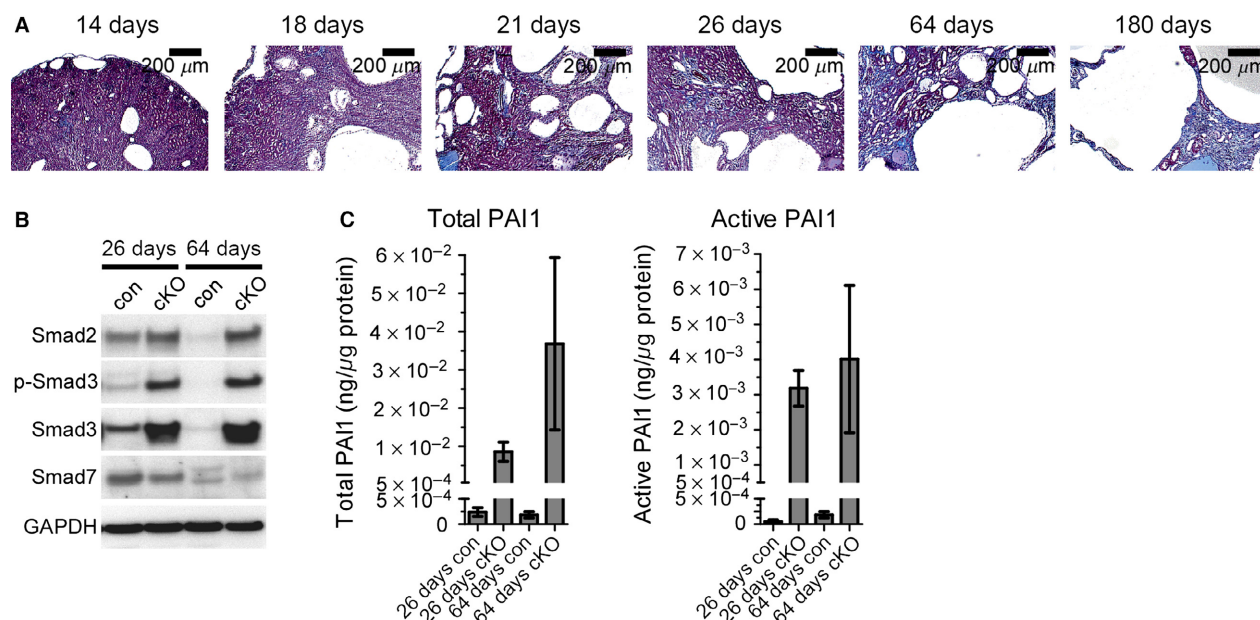 A
14 days 18 days 21 days 26 days 64 days 180 days
200 μm 200 μm 200 μm 200 μm 200 μm 200 μm
B
26 days 64 days
con cKO con cKO
Smad2
p-Smad3
Smad3
Smad7
GAPDH
C
Total PAI1
Total PAI1 (ng/μg protein)
6 × 10⁻²
5 × 10⁻²
4 × 10⁻²
3 × 10⁻²
2 × 10⁻²
1 × 10⁻²
5 × 10⁻⁴
5 × 10⁻⁴
0
26 days con
26 days cKO
64 days con
64 days cKO
Active PAI1
Active PAI1 (ng/μg protein)
7 × 10⁻³
6 × 10⁻³
5 × 10⁻³
4 × 10⁻³
3 × 10⁻³
2 × 10⁻³
1 × 10⁻³
5 × 10⁻⁴
5 × 10⁻⁴
0
26 days con
26 days cKO
64 days con
64 days cKO